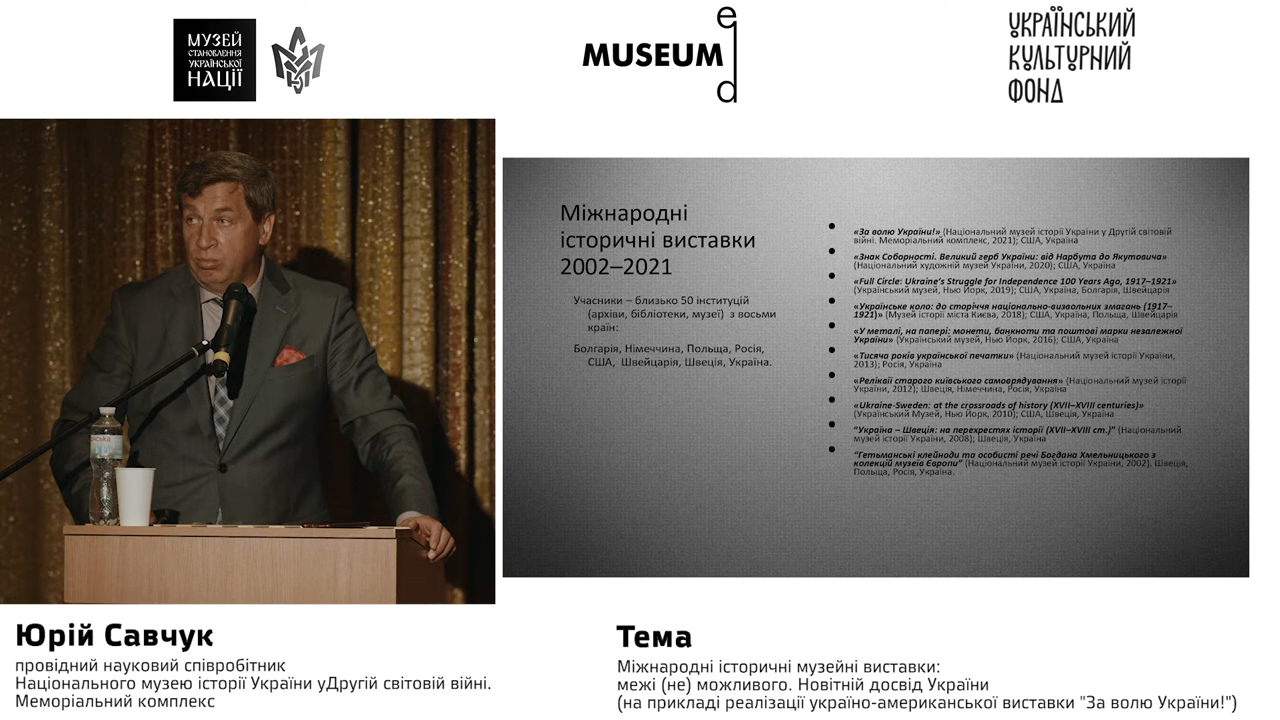 МУЗЕЙ
СТАНОВЛЕННЯ
УКРАЇНСЬКОЇ
НАЦІЇ
MUSEUM
ed
УКРАЇНСЬКИЙ
КУЛЬТУРНИЙ
ФОНД
Міжнародні
історичні виставки
2002–2021
Учасники – близько 50 інституцій
(архіви, бібліотеки, музеї) з восьми
країн:
Болгарія, Німеччина, Польща, Росія,
США, Швейцарія, Швеція, Україна.
• «За волю України!» (Національний музей історії України у Другій світовій
війні. Меморіальний комплекс, 2021); США, Україна
• «Знак Соборності. Великий герб України: від Нарбута до Якутовича»
(Національний художній музей України, 2020); США, Україна
• «Full Circle: Ukraine’s Struggle for Independence 100 Years Ago, 1917–1921»
(Український музей, Нью Йорк, 2019); США, Україна, Болгарія, Швейцарія
• «Українське коло: до сторіччя національно-визвольних змагань (1917–
1921)» (Музей історії міста Києва, 2018); США, Україна, Польща, Швейцарія
• «У металі, на папері: монети, банкноти та поштові марки незалежної
України» (Український музей, Нью Йорк, 2016); США, Україна
• «Тисяча років української печатки» (Національний музей історії України,
2013); Росія, Україна
• «Реліквії старого київського самоврядування» (Національний музей історії
України, 2012); Швеція, Німеччина, Росія, Україна
• «Ukraine-Sweden: at the crossroads of history (XVII–XVIII centuries)»
(Український Музей, Нью Йорк, 2010); США, Швеція, Україна
• “Україна – Швеція: на перехрестях історії (XVII–XVIII ст.)” (Національний
музей історії України, 2008); Швеція, Україна
• “Гетьманські клейноди та особисті речі Богдана Хмельницького з
колекцій музеїв Європи” (Національний музей історії України, 2002). Швеція,
Польща, Росія, Україна.
Юрій Савчук
провідний науковий співробітник
Національного музею історії України уДругій світовій війні.
Меморіальний комплекс
Тема
Міжнародні історичні музейні виставки:
межі (не) можливого. Новітній досвід України
(на прикладі реалізації україно-американської виставки "За волю України!")